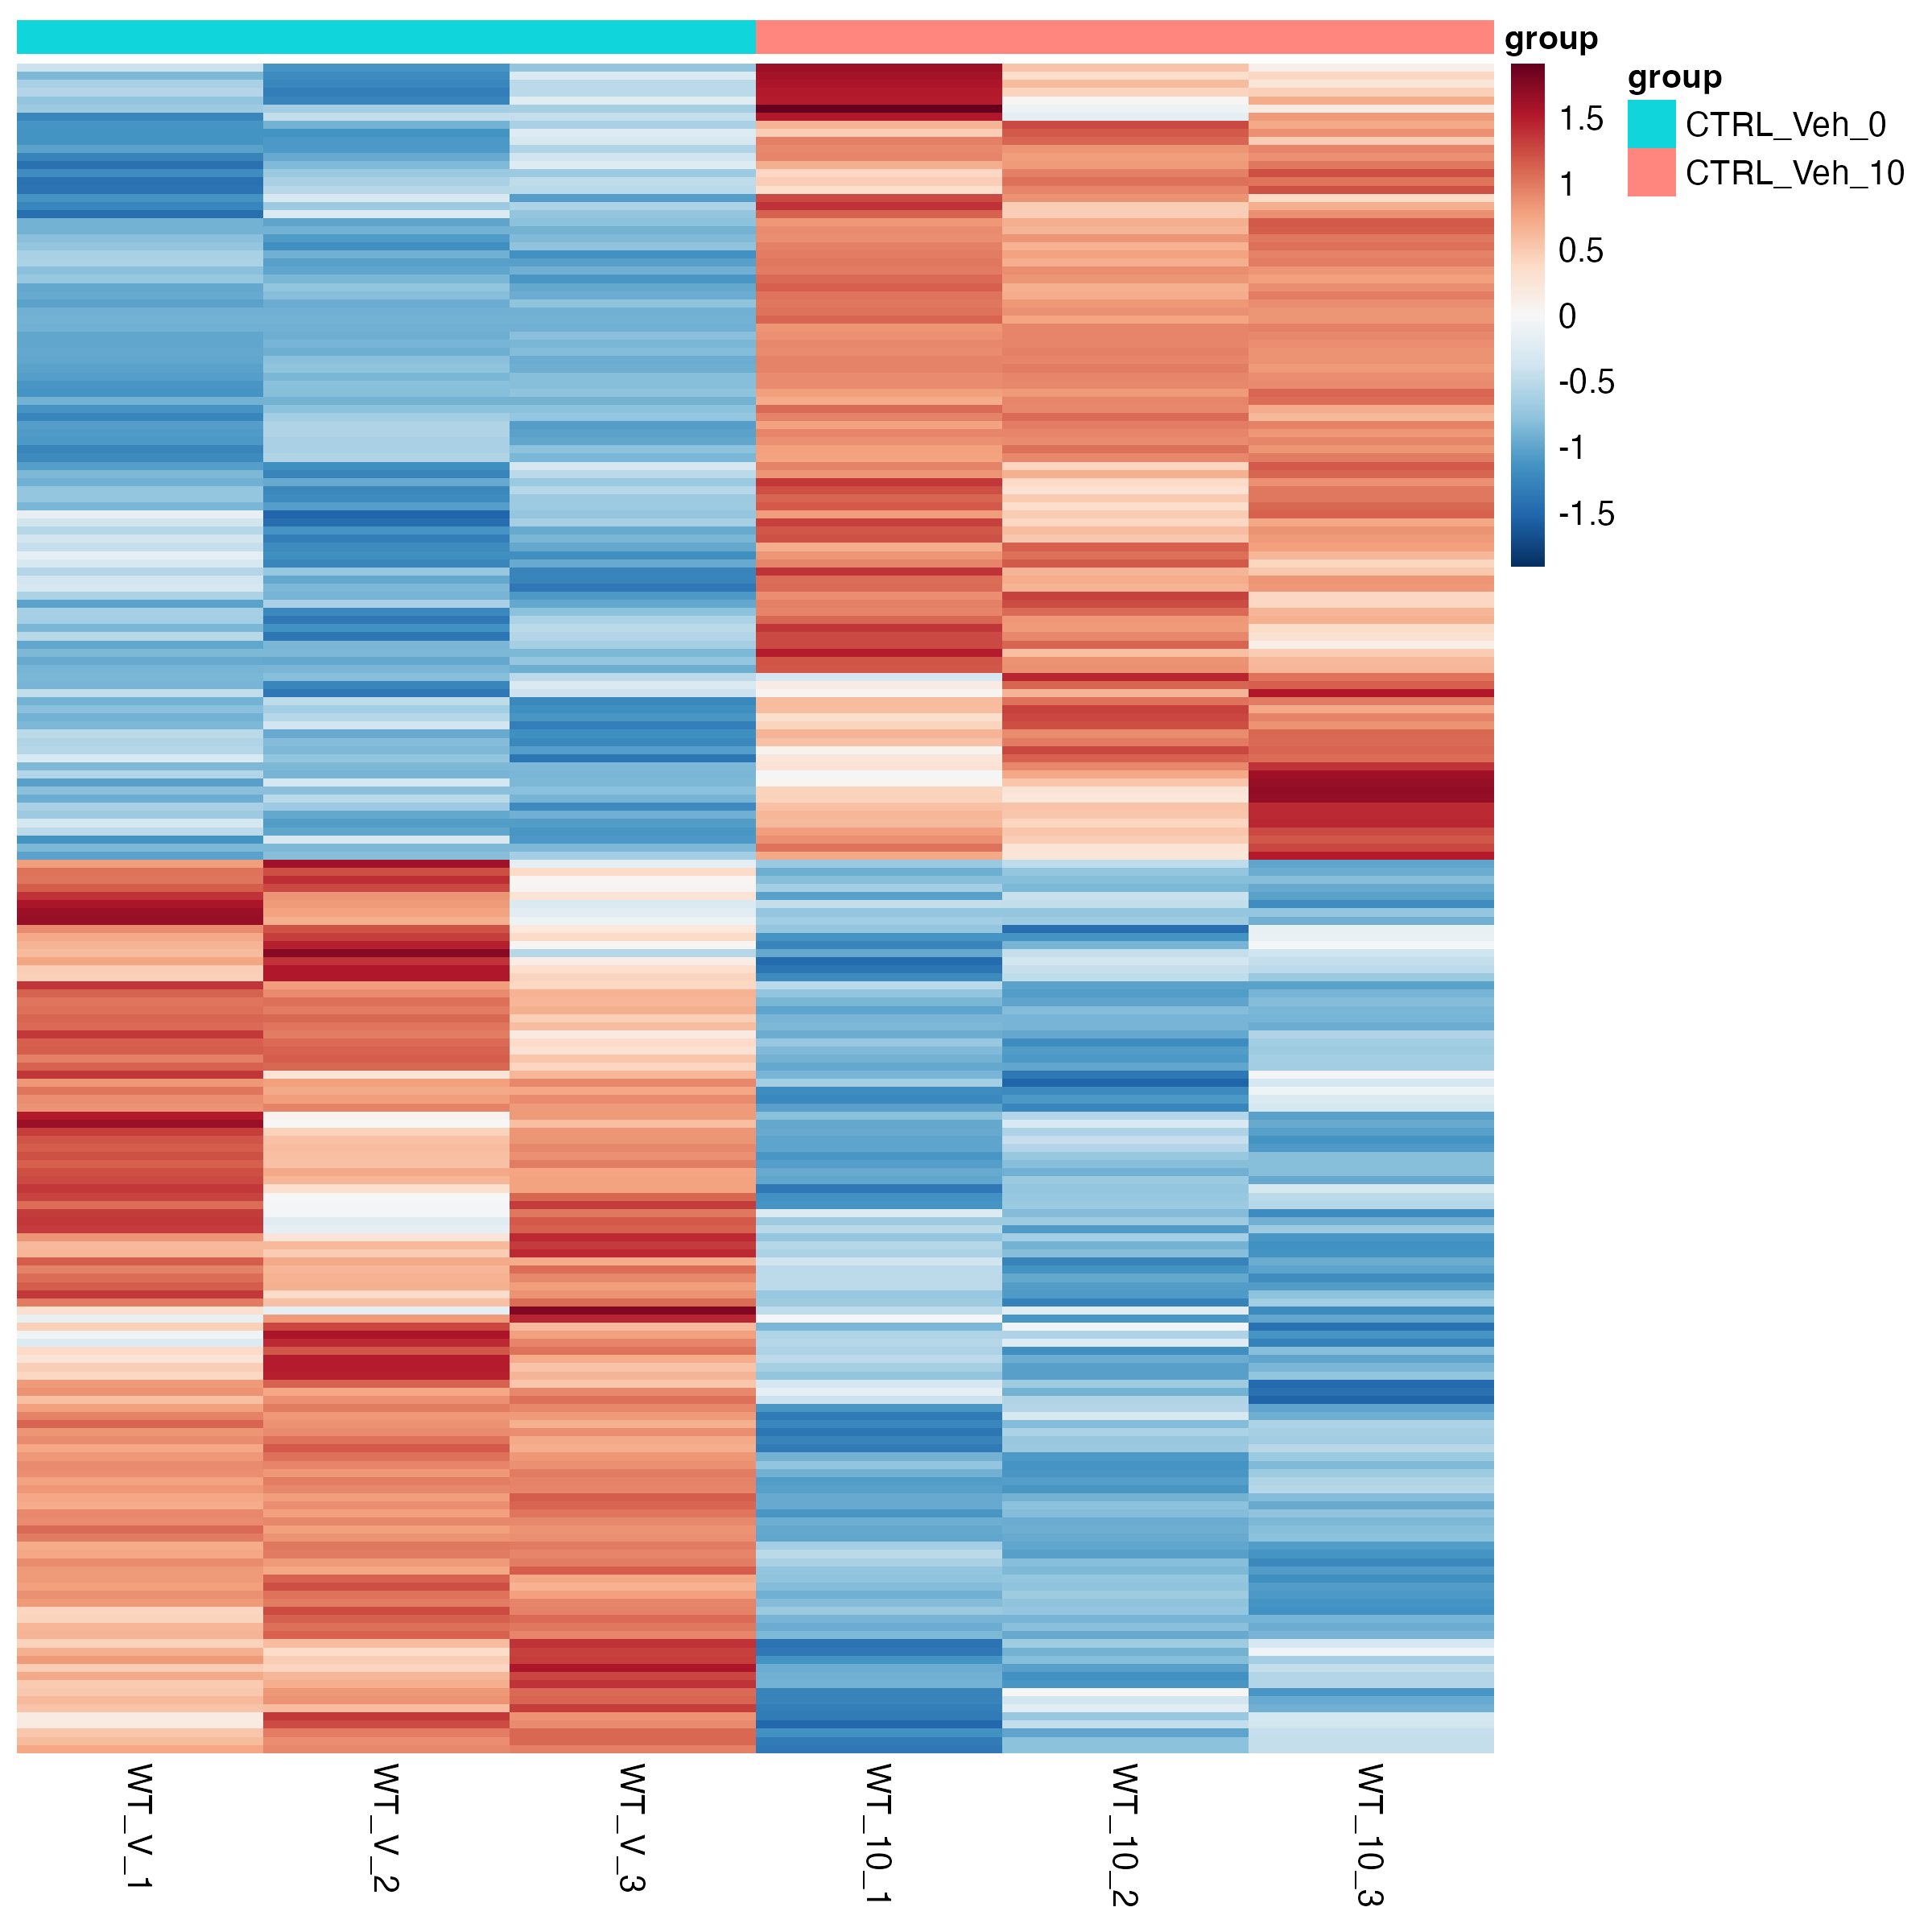 group
group
CTRL_Veh_0
CTRL_Veh_10
1.5
1
0.5
0
-0.5
-1
-1.5
WT_V_1
WT_V_2
WT_V_3
WT_10_1
WT_10_2
WT_10_3